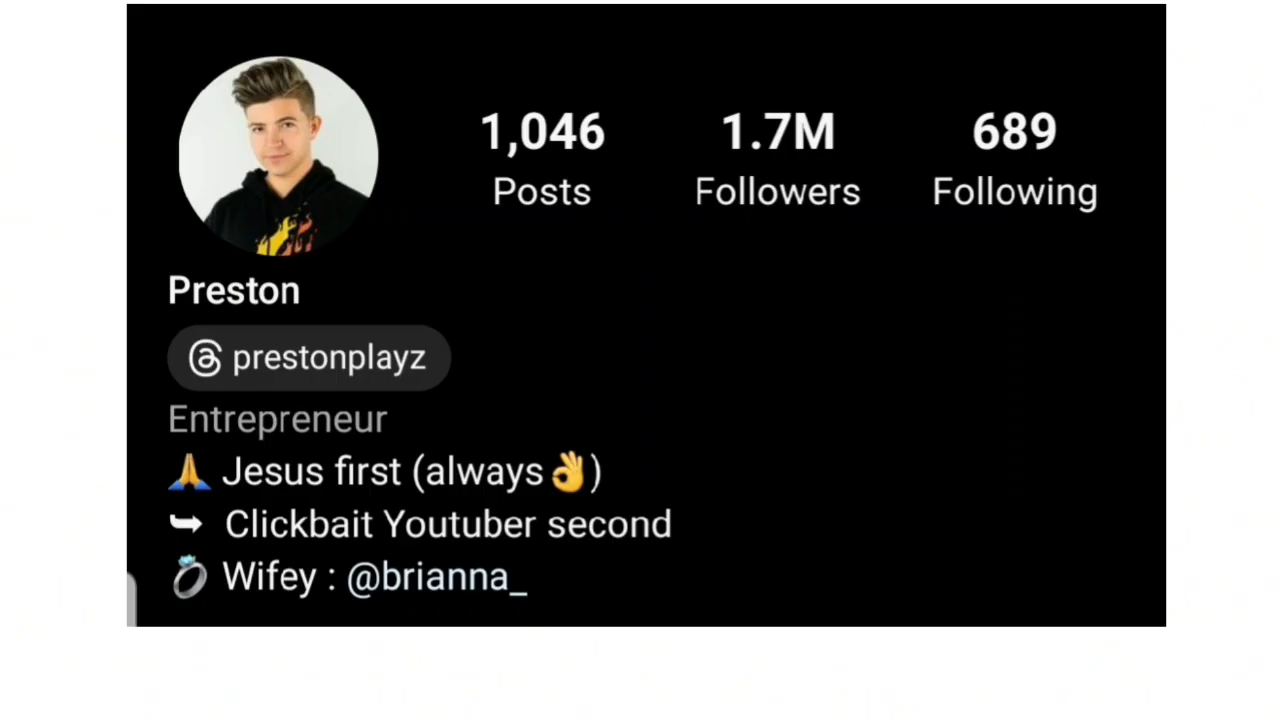 1,046 1.7M 689
Posts Followers Following
Preston
prestonplayz
Entrepreneur
🙏 Jesus first (always👌)
➥ Clickbait Youtuber second
💍 Wifey : @brianna_